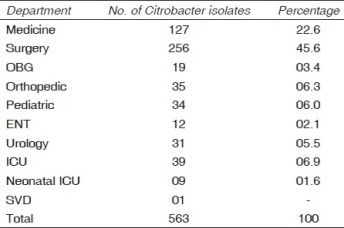 Department No. of Citrobacter isolates Percentage
Medicine 127 22.6
Surgery 256 45.6
OBG 19 03.4
Orthopedic 35 06.3
Pediatric 34 06.0
ENT 12 02.1
Urology 31 05.5
ICU 39 06.9
Neonatal ICU 09 01.6
SVD 01 -
Total 563 100